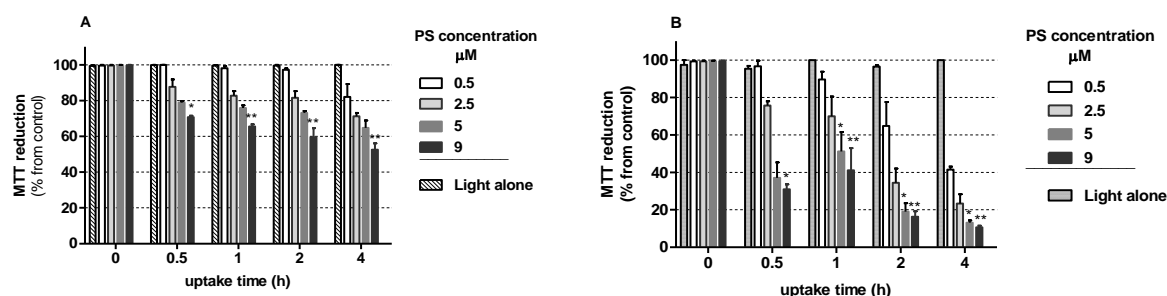 A
MTT reduction
(% from control)
100
80
60
40
20
0
*
**
**
**
0 0.5 1 2 4
uptake time (h)
PS concentration
µM
0.5
2.5
5
9
Light alone
B
MTT reduction
(% from control)
100
80
60
40
20
0
*
*
**
*
**
*
**
0 0.5 1 2 4
uptake time (h)
PS concentration
µM
0.5
2.5
5
9
Light alone